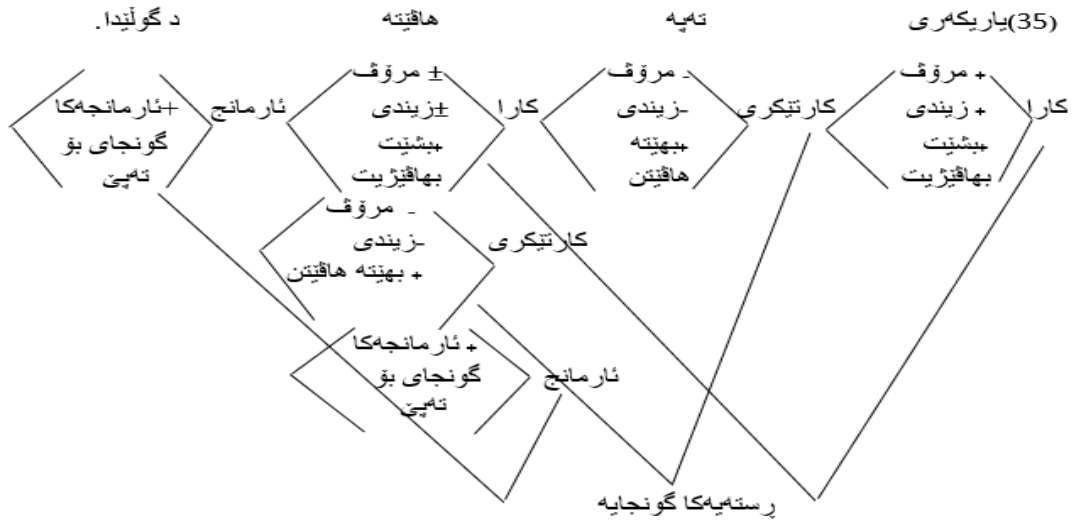 (35)یاریکەری تەپە هاڤێتە د گولێدا.
کارا
+ مرۆڤ
+ زیندی
+بشێت
بهاڤێژیت
کارتێکری
- مرۆڤ
-زیندی
+بهێتە
هاڤێتن
کارا
± مرۆڤ
±زیندی
+بشێت
بهاڤێژیت
ئارمانج
+ئارمانجەکا
گونجای بۆ
تەپێ
کارتێکری
- مرۆڤ
-زیندی
+ بهێتە هاڤێتن
ئارمانج
+ ئارمانجەکا
گونجای بۆ
تەپێ
ڕستەیەکا گونجایە